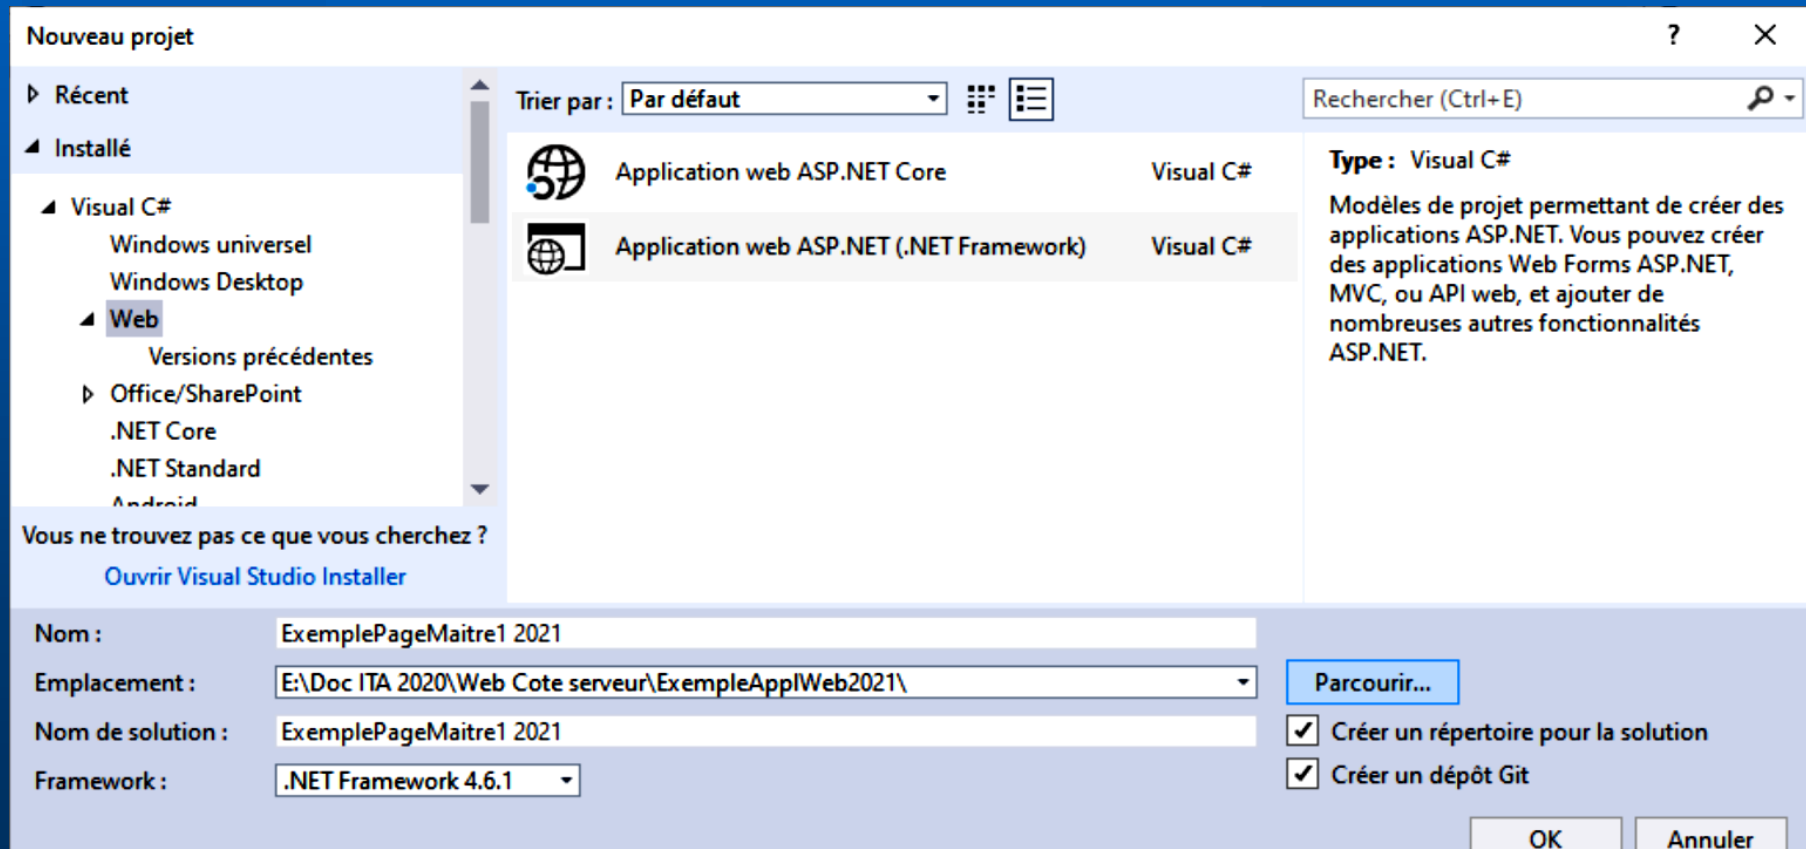 Nouveau projet
?
Récent
Installé
Visual C#
Windows universel
Windows Desktop
Web
Versions précédentes
Office/SharePoint
.NET Core
.NET Standard
Android
Vous ne trouvez pas ce que vous cherchez ?
Ouvrir Visual Studio Installer
Trier par : Par défaut
Application web ASP.NET Core Visual C#
Application web ASP.NET (.NET Framework) Visual C#
Rechercher (Ctrl+E)
Type : Visual C#
Modèles de projet permettant de créer des
applications ASP.NET. Vous pouvez créer
des applications Web Forms ASP.NET,
MVC, ou API web, et ajouter de
nombreuses autres fonctionnalités
ASP.NET.
Nom : ExemplePageMaitre1 2021
Emplacement : E:\Doc ITA 2020\Web Cote serveur\ExempleApplWeb2021\
Parcourir...
Nom de solution : ExemplePageMaitre1 2021
Créer un répertoire pour la solution
Framework : .NET Framework 4.6.1
Créer un dépôt Git
OK Annuler